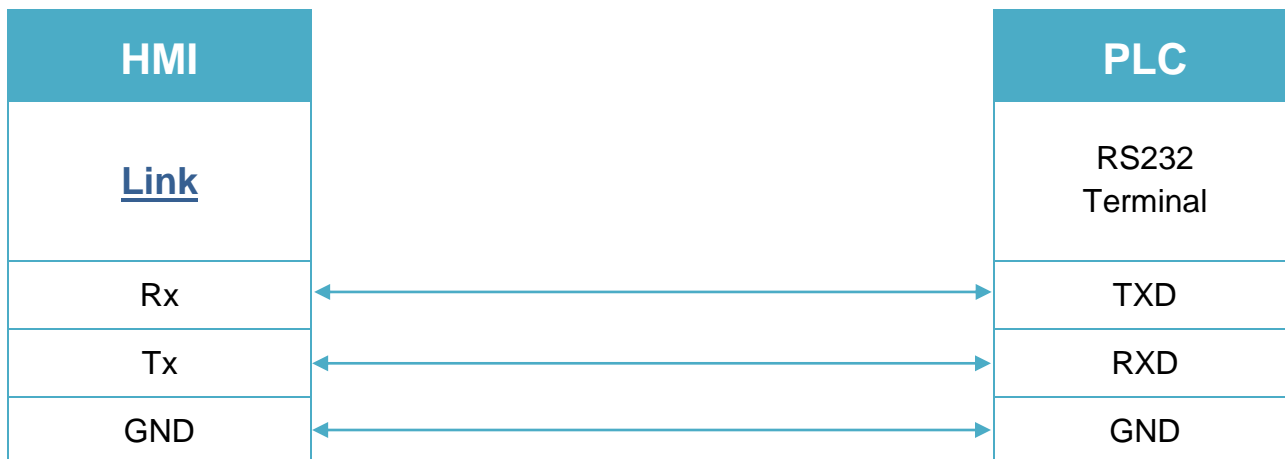 HMI
PLC
Link
RS232
Terminal
Rx
TXD
Tx
RXD
GND
GND